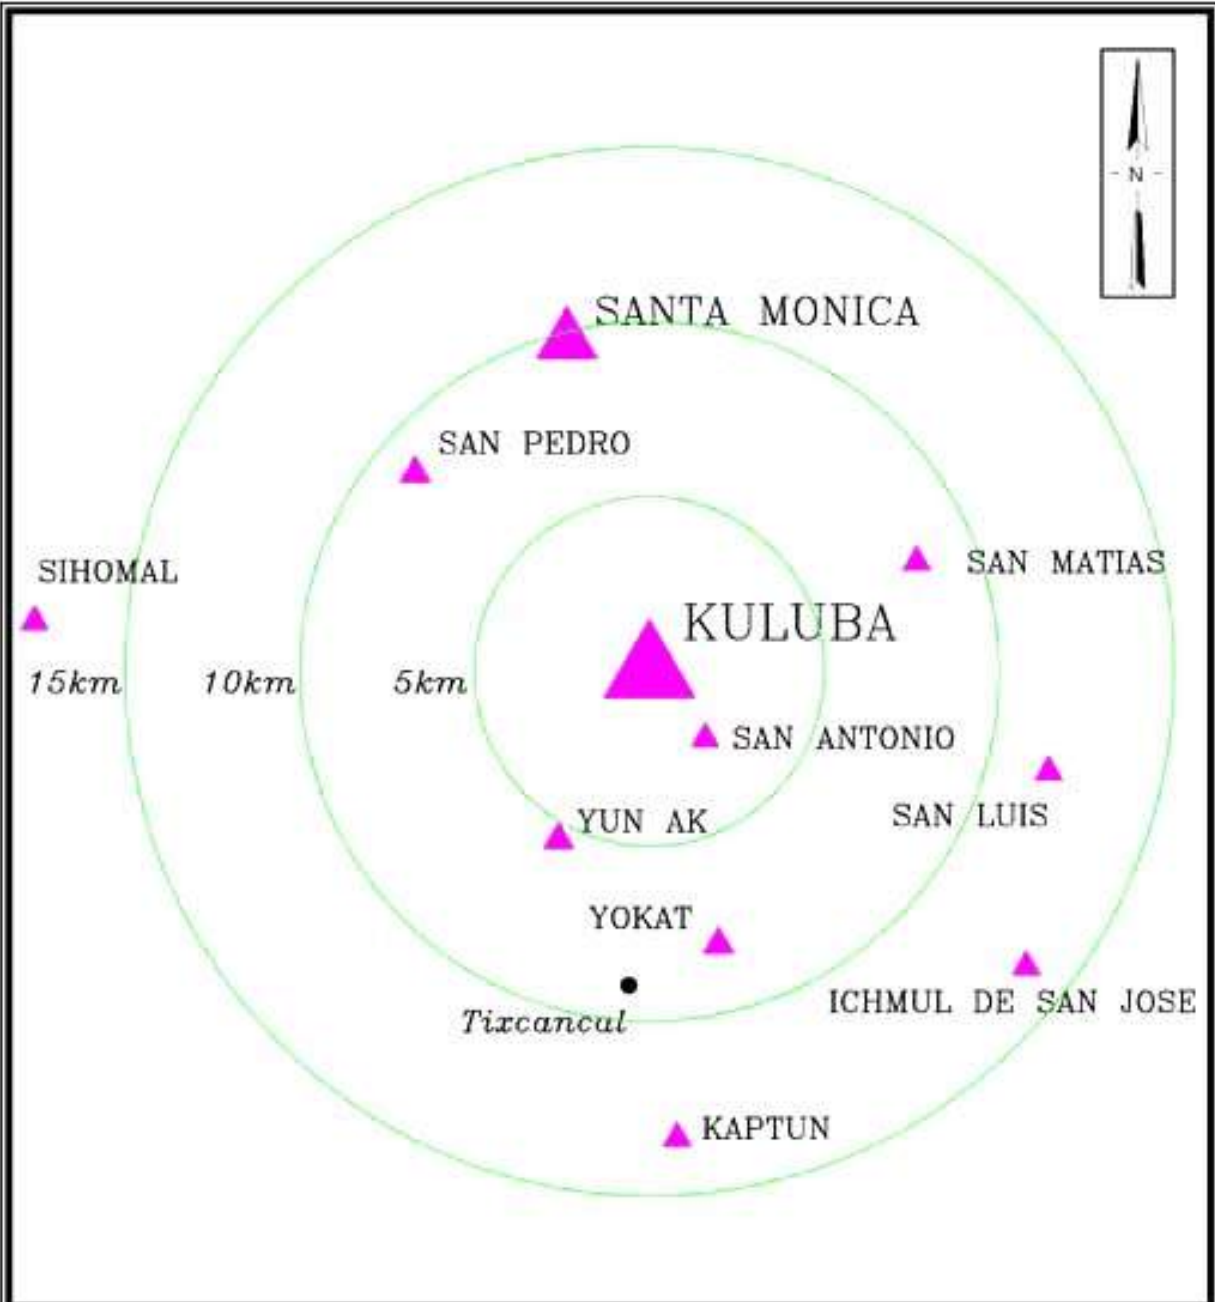 N
SANTA MONICA
SAN PEDRO
SAN MATIAS
SIHOMAL
KULUBA
15km
10km
5km
SAN ANTONIO
SAN LUIS
YUN AK
YOKAT
ICHMUL DE SAN JOSE
Tixcancul
KAPTUN